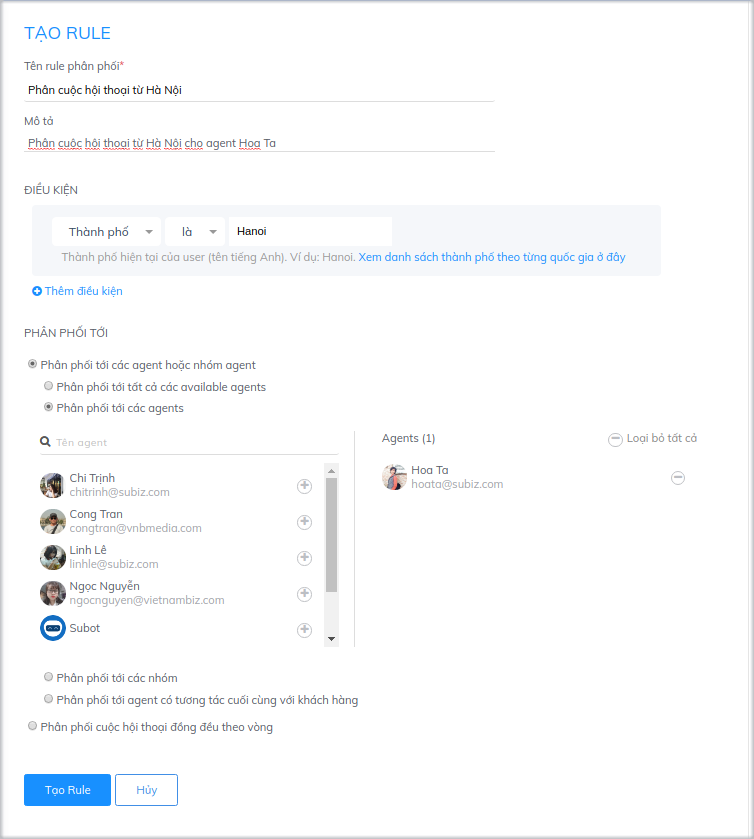 TẠO RULE
Tên rule phân phối*
Phân cuộc hội thoại từ Hà Nội
Mô tả
Phân cuộc hội thoại từ Hà Nội cho agent Hoa Ta
ĐIỀU KIỆN
Thành phố là Hanoi
Thành phố hiện tại của user (tên tiếng Anh). Ví dụ: Hanoi. Xem danh sách thành phố theo từng quốc gia ở đây
Thêm điều kiện
PHÂN PHỐI TỚI
Phân phối tới các agent hoặc nhóm agent
Phân phối tới tất cả các available agents
Phân phối tới các agents
Tên agent
Chi Trịnh
chitrinh@subiz.com
Cong Tran
congtran@vnbmedia.com
Linh Lê
linhle@subiz.com
Ngọc Nguyễn
ngocnguyen@vietnambiz.com
Subot
Agents (1) Loại bỏ tất cả
Hoa Ta
hoata@subiz.com
Phân phối tới các nhóm
Phân phối tới agent có tương tác cuối cùng với khách hàng
Phân phối cuộc hội thoại đồng đều theo vòng
Tạo Rule Hủy